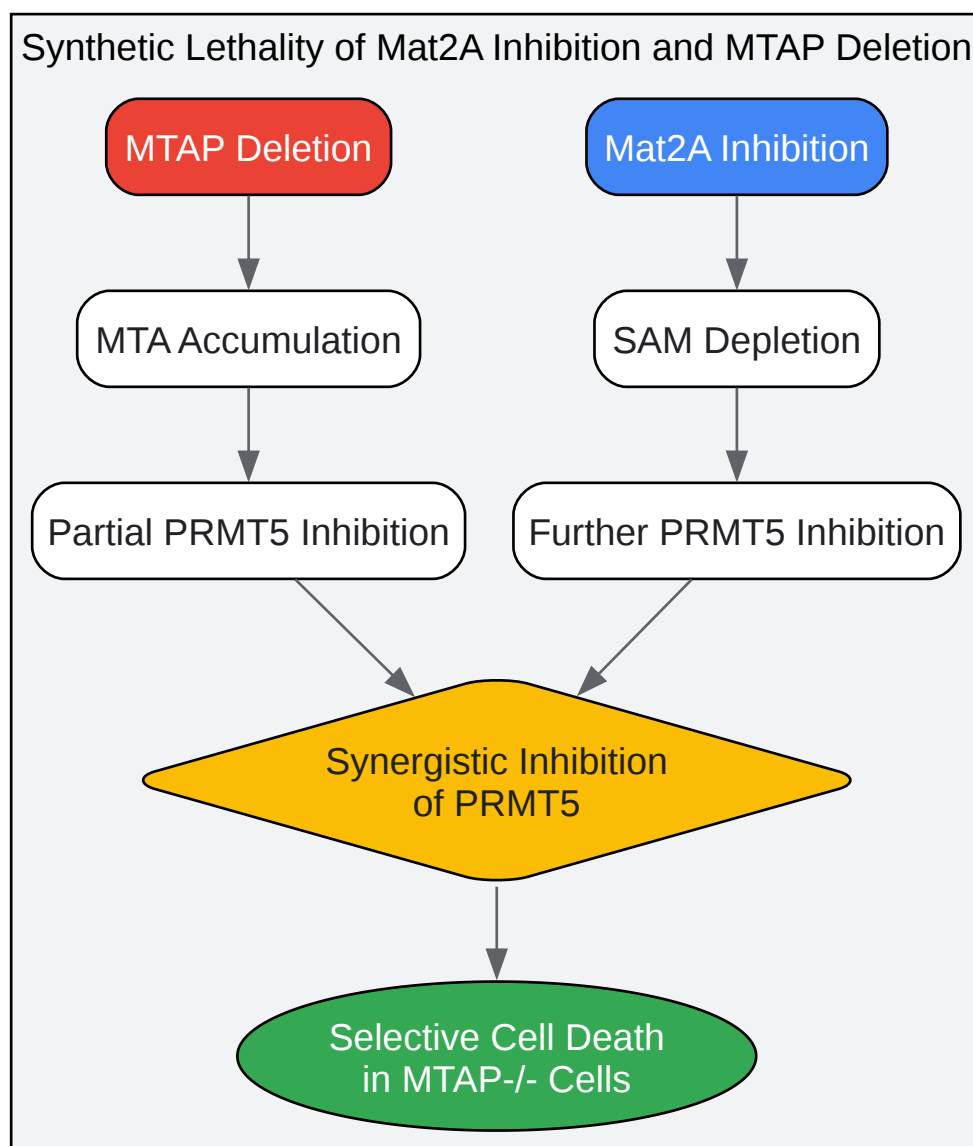 Synthetic Lethality of Mat2A Inhibition and MTAP Deletion
MTAP Deletion
Mat2A Inhibition
MTA Accumulation
SAM Depletion
Partial PRMT5 Inhibition
Further PRMT5 Inhibition
Synergistic Inhibition
of PRMT5
Selective Cell Death
in MTAP-/- Cells